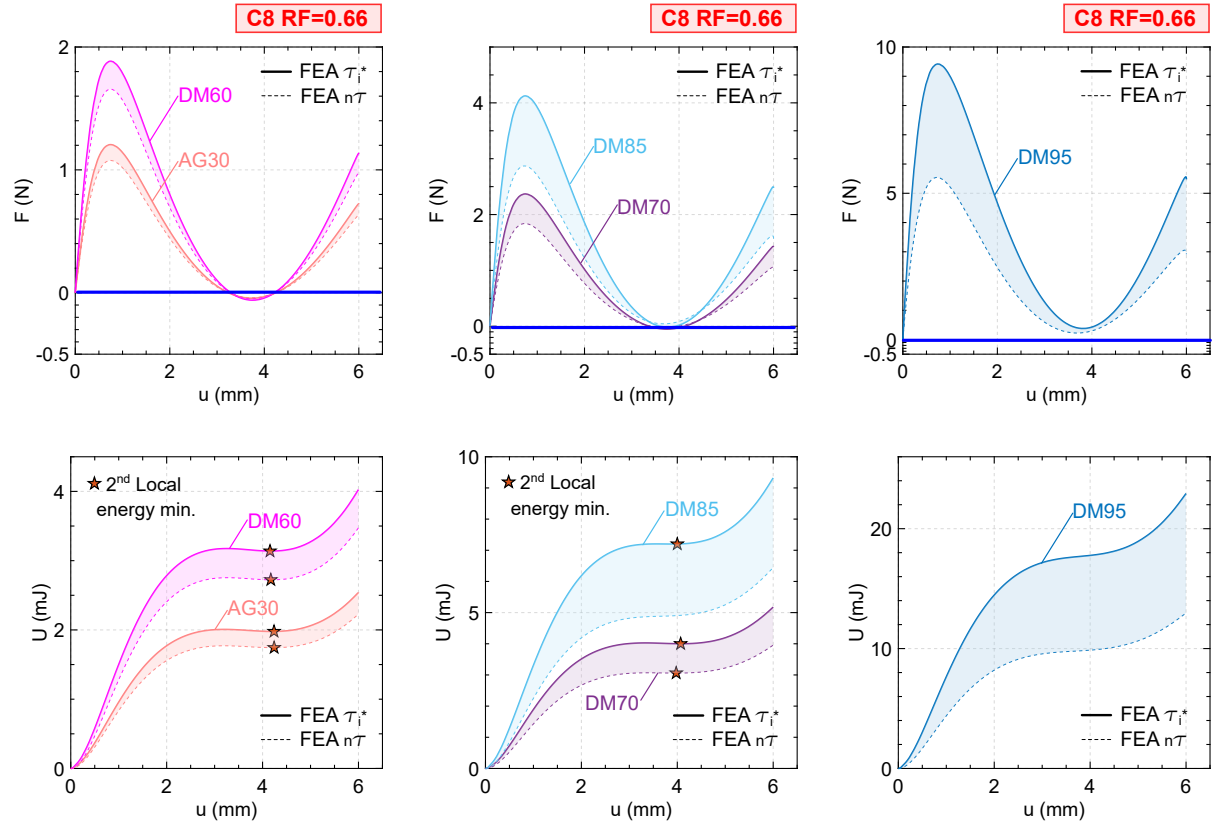 C8 RF=0.66
C8 RF=0.66
C8 RF=0.66
2
1
0
-0.5
F (N)
FEA τi*
FEA nτ
DM60
AG30
0 2 4 6
u (mm)
4
2
0
-0.5
F (N)
FEA τi*
FEA nτ
DM85
DM70
0 2 4 6
u (mm)
10
5
0
-0.5
F (N)
FEA τi*
FEA nτ
DM95
0 2 4 6
u (mm)
4
2
0
U (mJ)
2nd Local
energy min.
DM60
AG30
FEA τi*
FEA nτ
0 2 4 6
u (mm)
10
5
0
U (mJ)
2nd Local
energy min.
DM85
DM70
FEA τi*
FEA nτ
0 2 4 6
u (mm)
20
10
0
U (mJ)
DM95
FEA τi*
FEA nτ
0 2 4 6
u (mm)